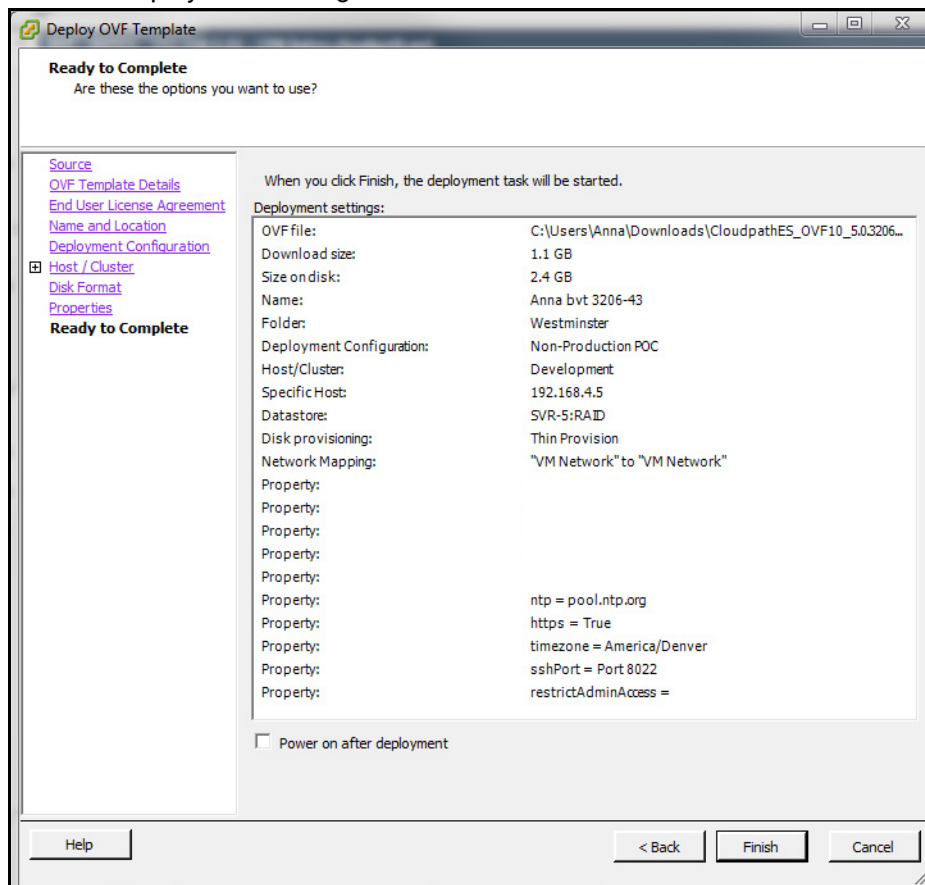 Deploy OVF Template
Ready to Complete
Are these the options you want to use?
Source
OVF Template Details
End User License Agreement
Name and Location
Deployment Configuration
Host / Cluster
Disk Format
Properties
Ready to Complete
When you click Finish, the deployment task will be started.
Deployment settings:
OVF file: C:\Users\Anna\Downloads\CloudpathES_OVF10_5.0.3206...
Download size: 1.1 GB
Size on disk: 2.4 GB
Name: Anna bvt 3206-43
Folder: Westminster
Deployment Configuration: Non-Production POC
Host/Cluster: Development
Specific Host: 192.168.4.5
Datastore: SVR-5:RAID
Disk provisioning: Thin Provision
Network Mapping: "VM Network" to "VM Network"
Property:
Property:
Property:
Property:
Property:
Property: ntp = pool.ntp.org
Property: https = True
Property: timezone = America/Denver
Property: sshPort = Port 8022
Property: restrictAdminAccess =
Power on after deployment
Help
< Back
Finish
Cancel